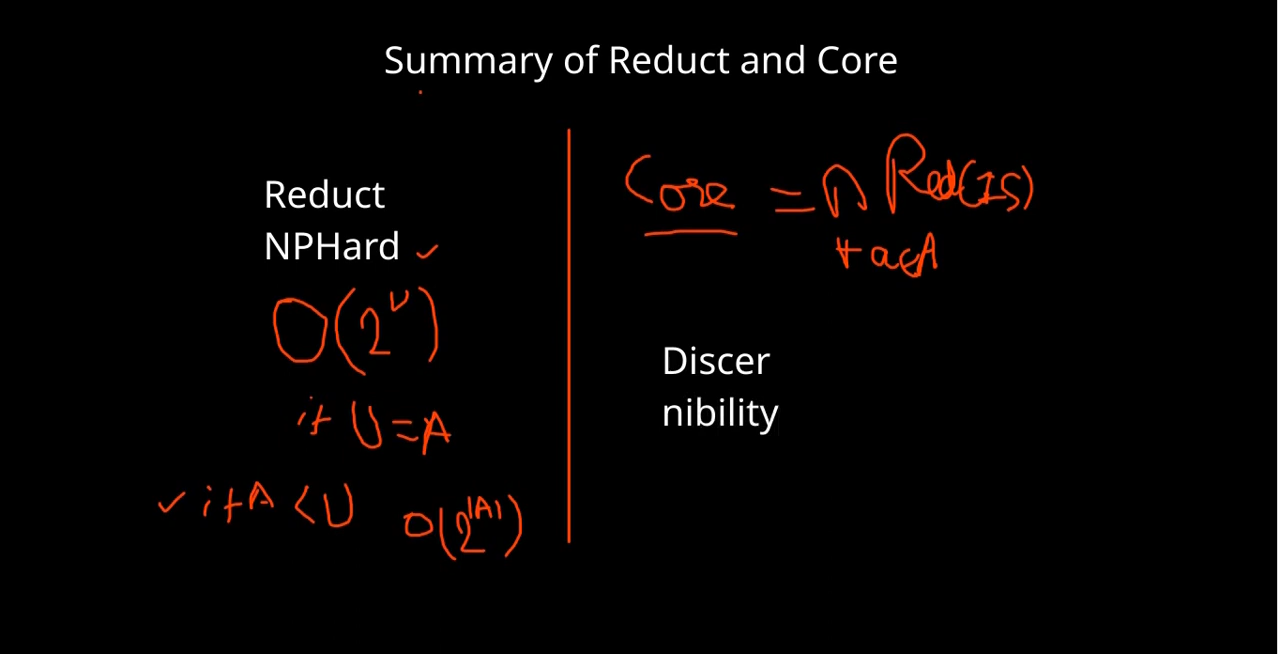 Summary of Reduct and Core
Reduct
NPHard ✓
O(2^U)
if U = A
✓ if A < U O(2^|A|)
Core = ∩ Red(IS)
∀ a∈A
Discer
nibility